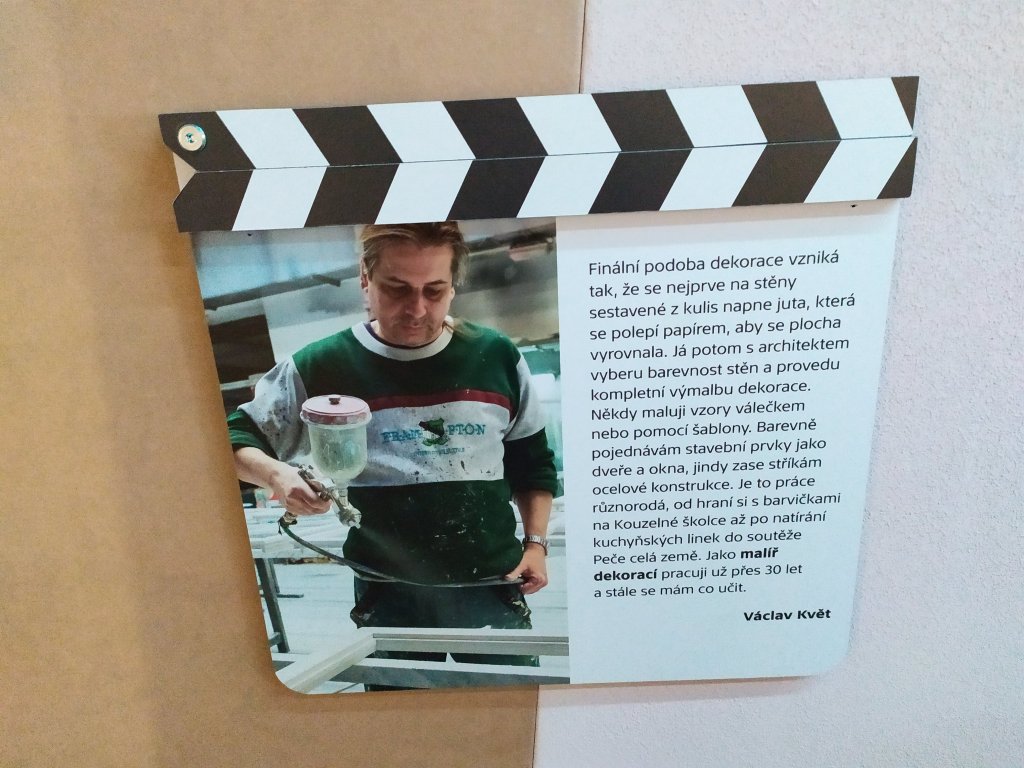 Finální podoba dekorace vzniká
tak, že se nejprve na stěny
sestavené z kulis napne juta, která
se polepí papírem, aby se plocha
vyrovnala. Já potom s architektem
vyberu barevnost stěn a provedu
kompletní výmalbu dekorace.
Někdy maluji vzory válečkem
nebo pomocí šablony. Barevně
pojednávám stavební prvky jako
dveře a okna, jindy zase stříkám
ocelové konstrukce. Je to práce
různorodá, od hraní si s barvičkami
na Kouzelné školce až po natírání
kuchyňských linek do soutěže
Peče celá země. Jako malíř
dekorací pracuji už přes 30 let
a stále se mám co učit.
Václav Květ